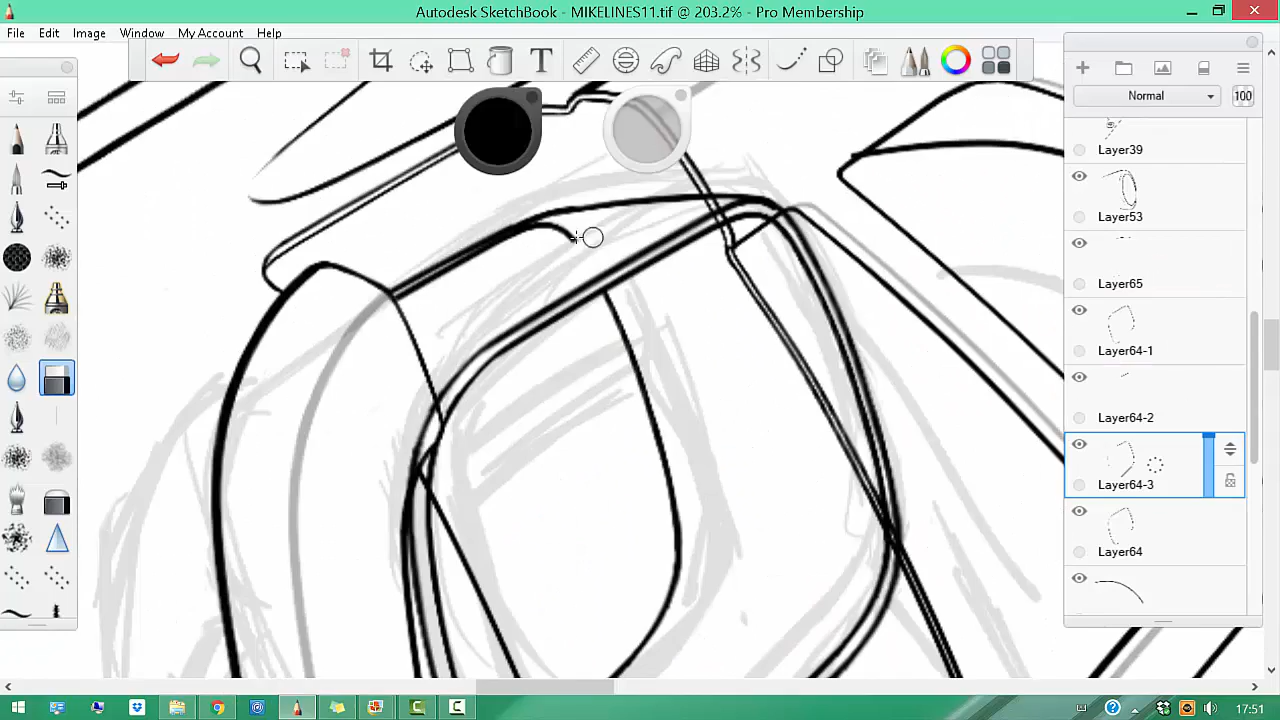 Autodesk SketchBook - MIKELINES11.tif @ 203.2% - Pro Membership
File Edit Image Window My Account Help
T
Normal 100
Layer39
Layer53
Layer65
Layer64-1
Layer64-2
Layer64-3
Layer64
17:51